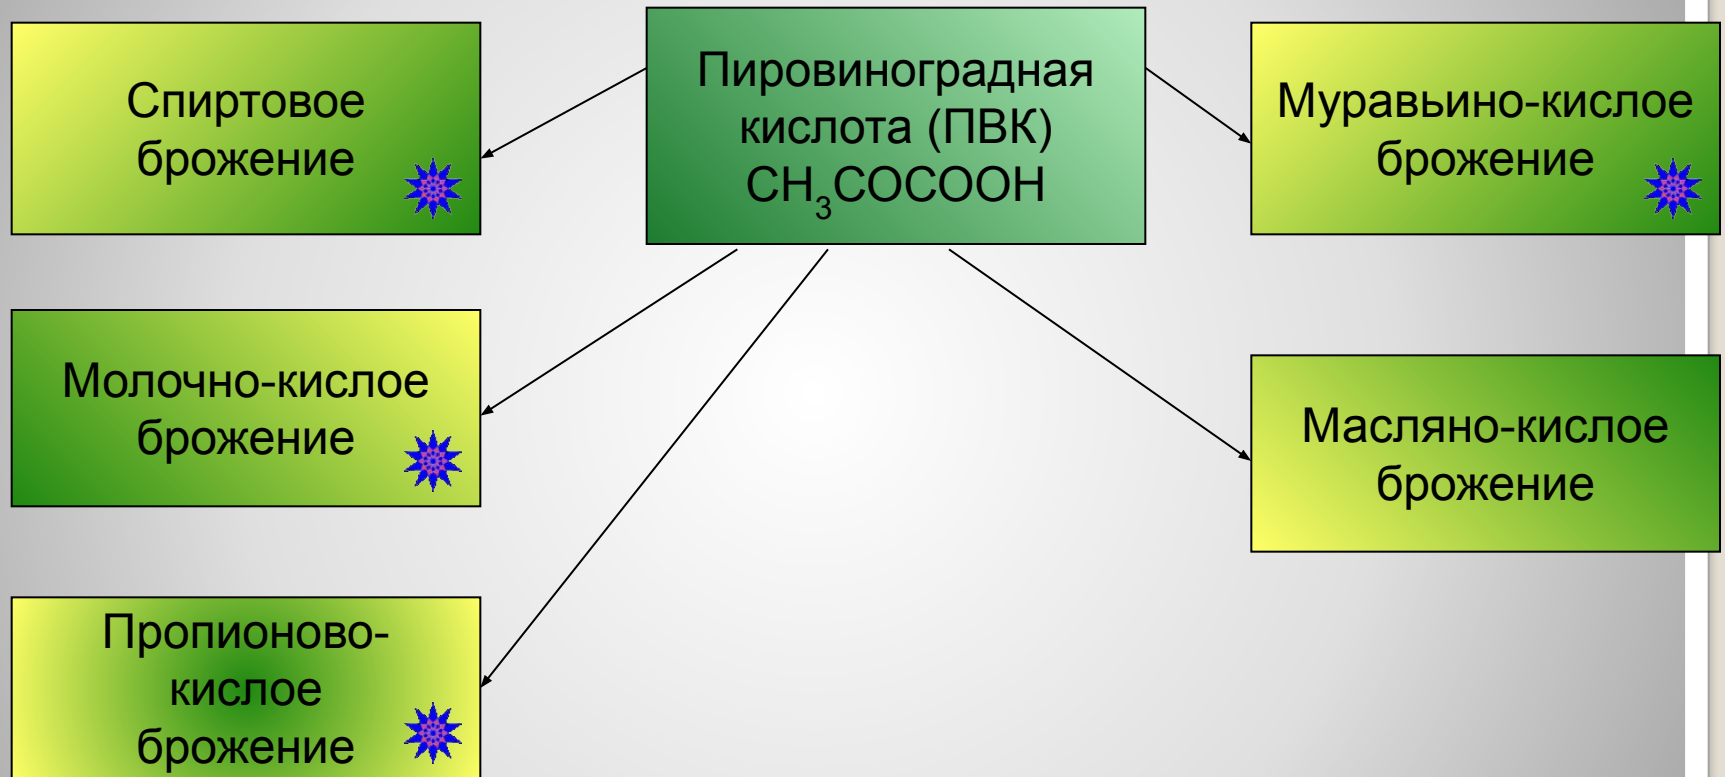 Спиртовое
брожение
Пировиноградная
кислота (ПВК)
CH₃COCOOH
Муравьино-кислое
брожение
Молочно-кислое
брожение
Масляно-кислое
брожение
Пропионово-
кислое
брожение